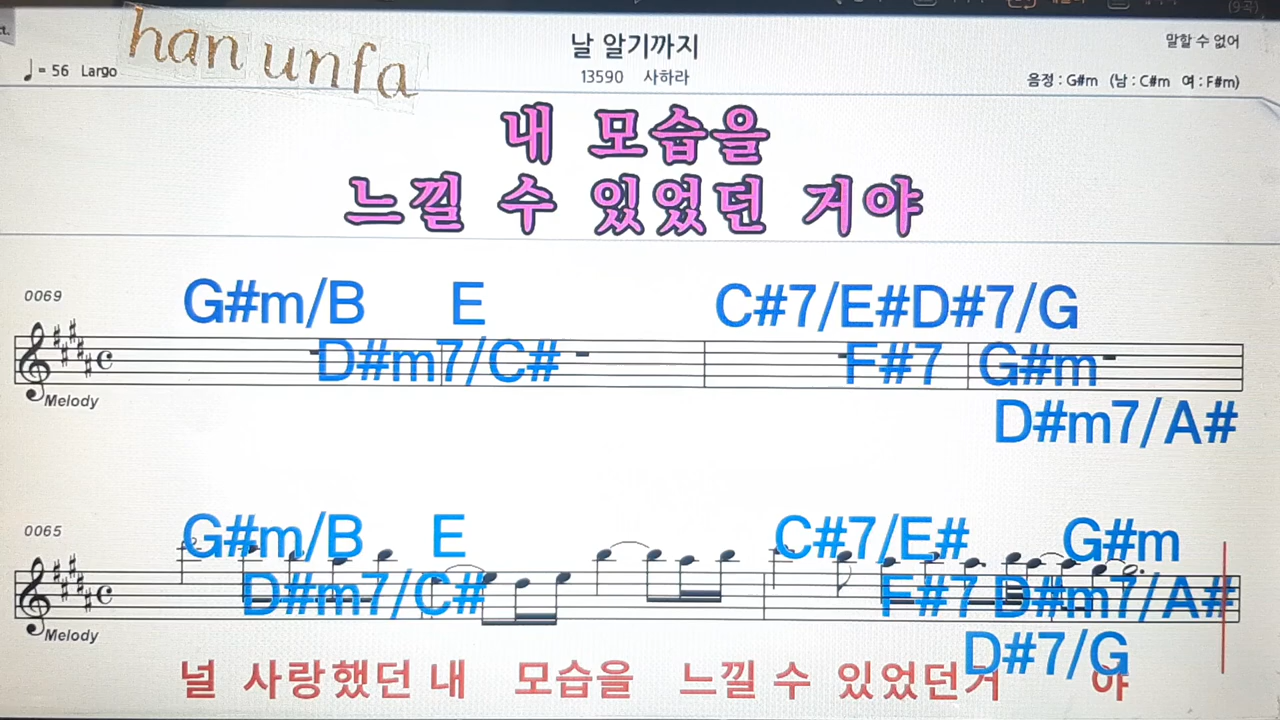 han unfa
♩= 56 Largo
날 알기까지
13590 사하라
말할 수 없어
음정 : G#m (남 : C#m 여 : F#m)
내 모습을
느낄 수 있었던 거야
0069
G#m/B E C#7/E# D#7/G
D#m7/C# F#7 G#m
D#m7/A#
Melody
0065
G#m/B E C#7/E# G#m
D#m7/C# F#7 D#m7/A#
D#7/G
Melody
널 사랑했던 내 모습을 느낄 수 있었던거 야